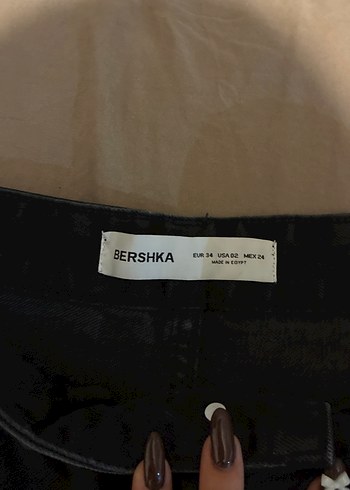 BERSHKA
EUR 34 USA 02 MEX 24
MADE IN EGYPT